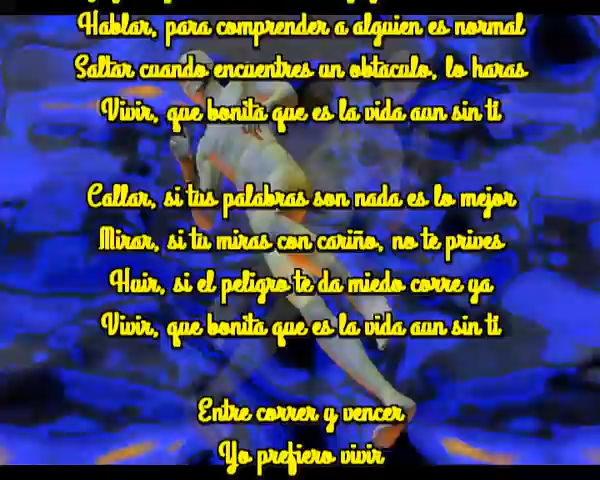 Hablar, para comprender a alguien es normal
Saltar cuando encuentres un obtaculo, lo haras
Vivir, que bonita que es la vida aun sin ti
Callar, si tus palabras son nada es lo mejor
Mirar, si tu miras con cariño, no te prives
Huir, si el peligro te da miedo corre ya
Vivir, que bonita que es la vida aun sin ti
Entre correr y vencer
Yo prefiero vivir